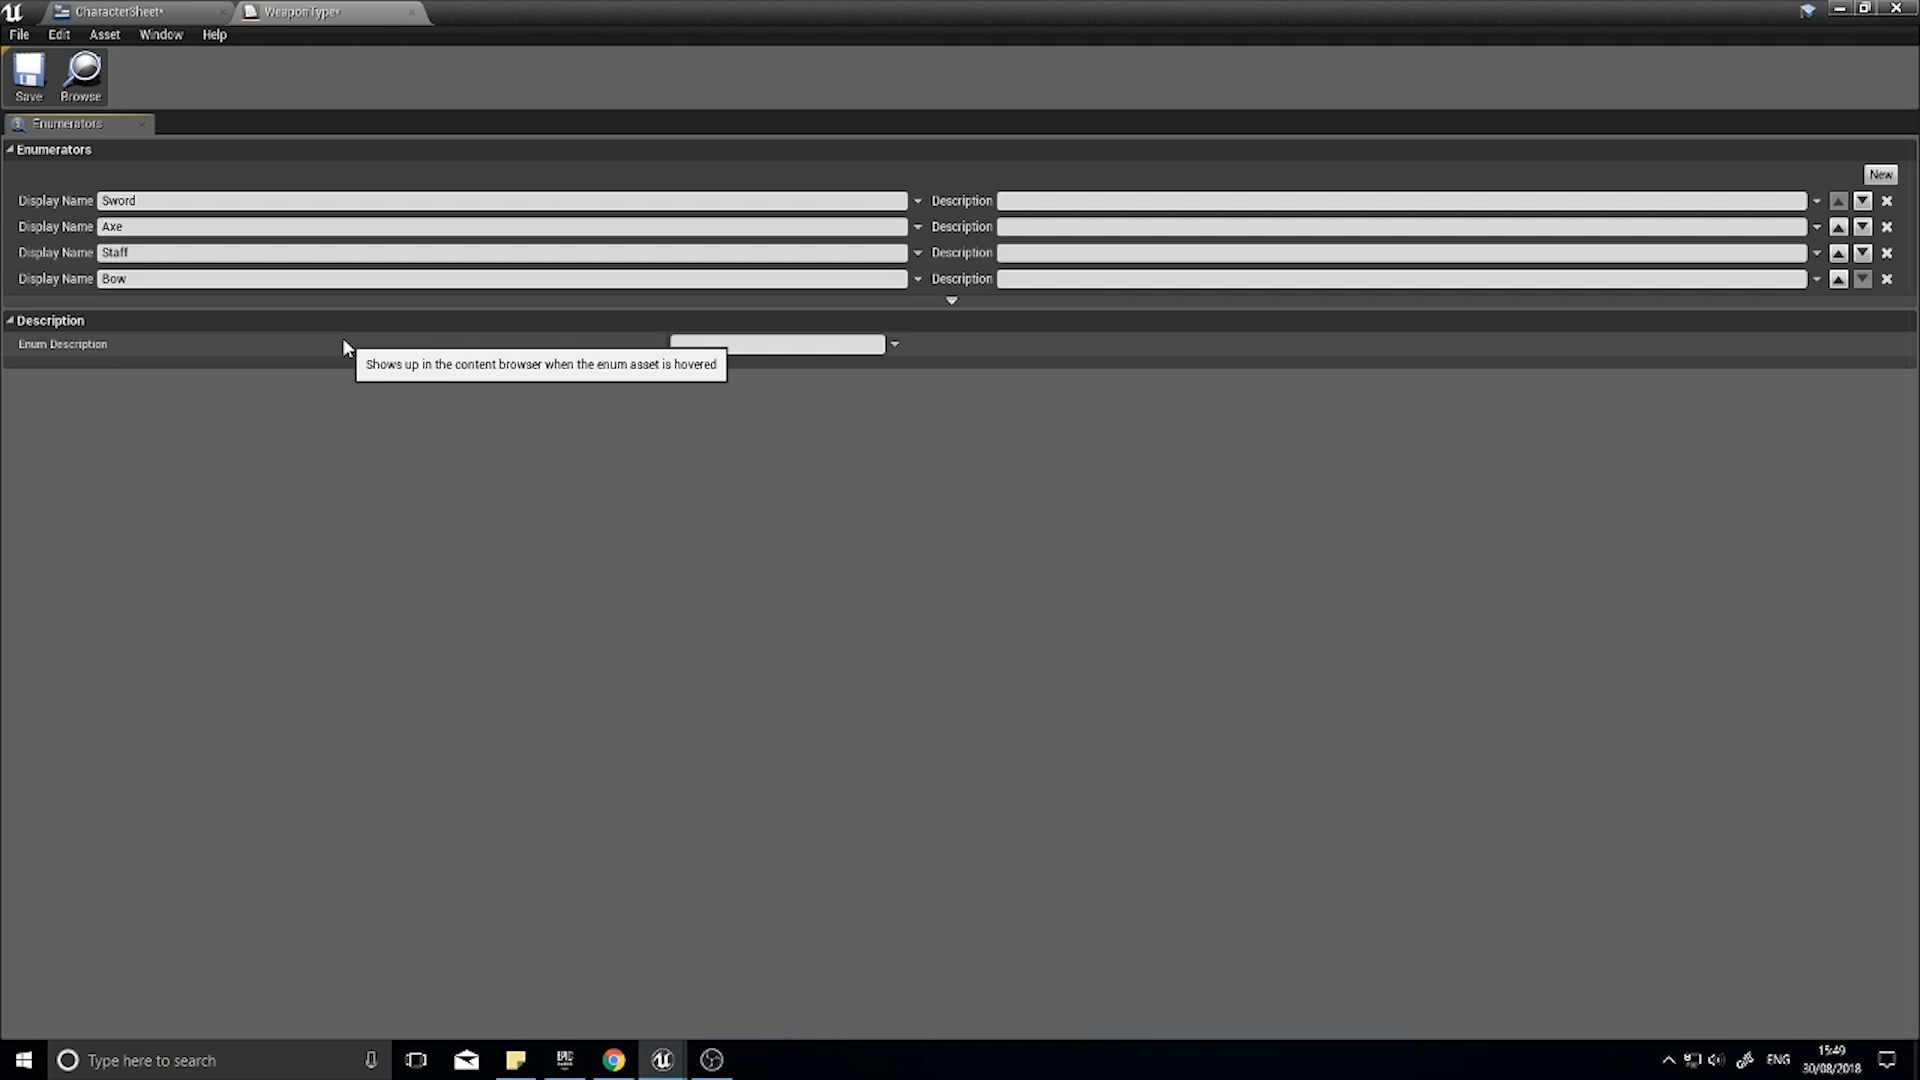 CharacterSheet*
WeaponType*
File Edit Asset Window Help
Save Browse
Enumerators
Enumerators
New
Display Name Sword Description
Display Name Axe Description
Display Name Staff Description
Display Name Bow Description
Description
Enum Description
Shows up in the content browser when the enum asset is hovered
Type here to search
EPIC
ENG
15:49
30/08/2018